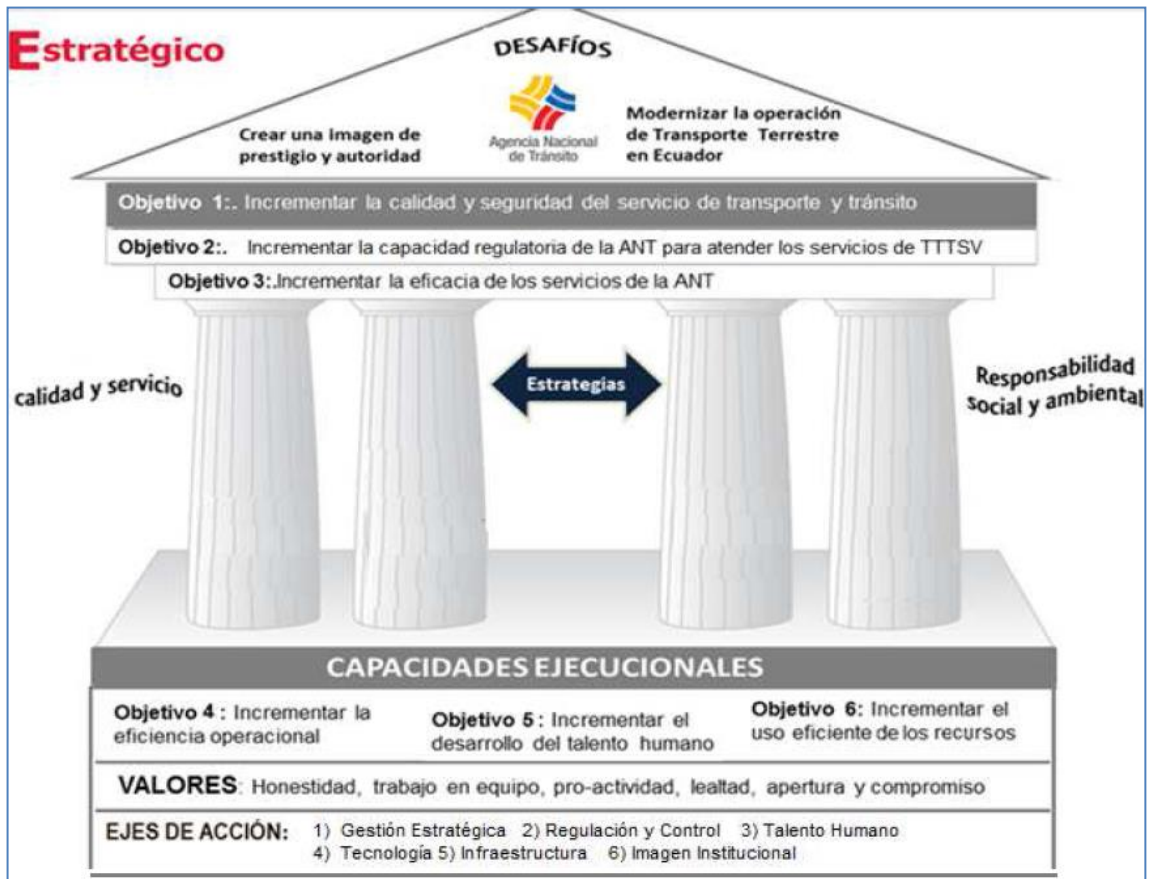 Estratégico
DESAFÍOS
Crear una imagen de
prestigio y autoridad
Agencia Nacional
de Tránsito
Modernizar la operación
de Transporte Terrestre
en Ecuador
Objetivo 1:. Incrementar la calidad y seguridad del servicio de transporte y tránsito
Objetivo 2:. Incrementar la capacidad regulatoria de la ANT para atender los servicios de TTTSV
Objetivo 3:.Incrementar la eficacia de los servicios de la ANT
calidad y servicio
Estrategias
Responsabilidad
social y ambiental
CAPACIDADES EJECUCIONALES
Objetivo 4 : Incrementar la
eficiencia operacional
Objetivo 5 : Incrementar el
desarrollo del talento humano
Objetivo 6: Incrementar el
uso eficiente de los recursos
VALORES: Honestidad, trabajo en equipo, pro-actividad, lealtad, apertura y compromiso
EJES DE ACCIÓN: 1) Gestión Estratégica 2) Regulación y Control 3) Talento Humano
4) Tecnología 5) Infraestructura 6) Imagen Institucional